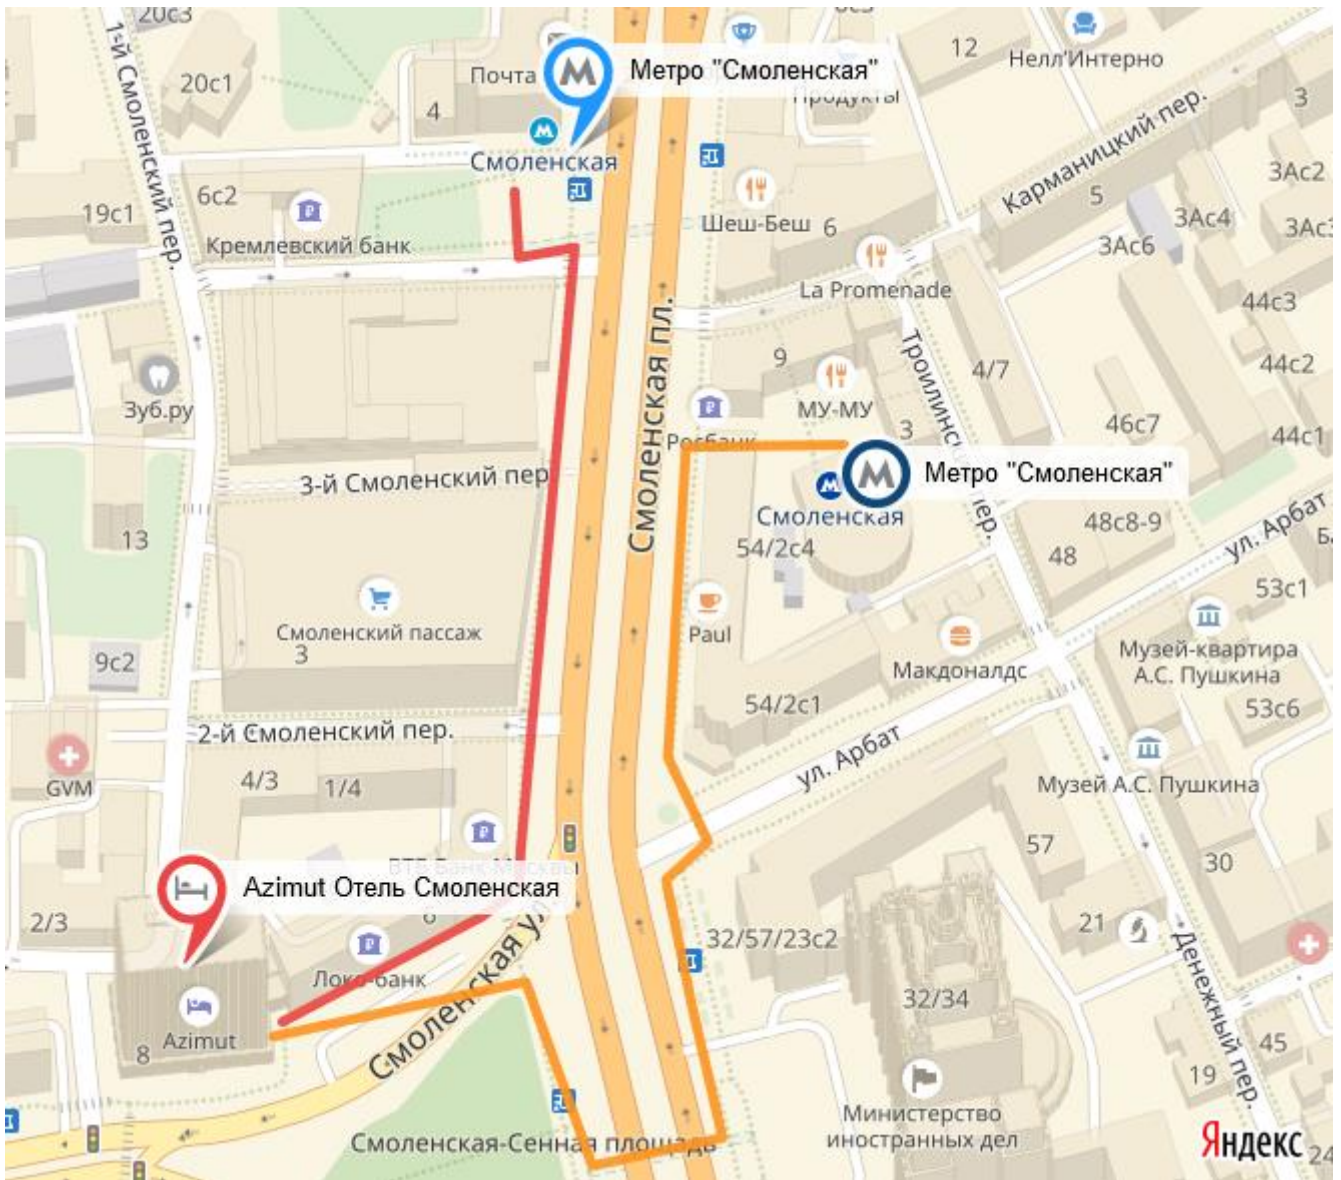 20с3
6с3
12
Нелл'Интерно
Почта
Метро "Смоленская"
Продукты
20с1
4
3
1-й Смоленский пер.
Карманицкий пер.
Смоленская
3Ас2
6с2
5
19с1
Шеш-Беш
6
3Ас4
3Ас3
Кремлевский банк
3Ас6
La Promenade
44с3
Смоленская пл.
9
Троилинский пер.
4/7
44с2
Зуб.ру
МУ-МУ
46с7
Росбанк
3
44с1
3-й Смоленский пер.
Метро "Смоленская"
Смоленская
48с8-9
ул. Арбат
13
54/2с4
48
53с1
Смоленский пассаж
3
Paul
Макдоналдс
Музей-квартира
А.С. Пушкина
9с2
54/2с1
53с6
2-й Смоленский пер.
ул. Арбат
GVM
4/3
1/4
Музей А.С. Пушкина
57
30
ВТБ Банк Москвы
Azimut Отель Смоленская
2/3
21
32/57/23с2
Локо-банк
Смоленская ул.
32/34
Денежный пер.
Azimut
8
45
19
Министерство
иностранных дел
Смоленская-Сенная площадь
Яндекс
24